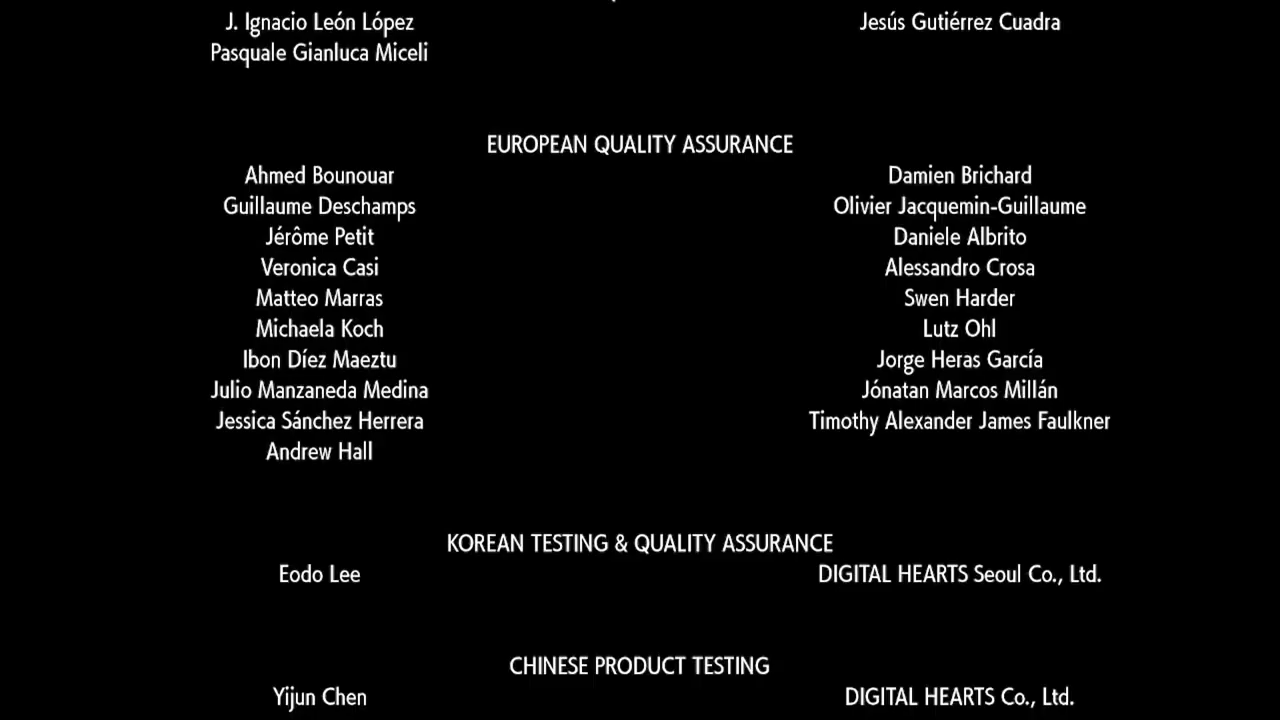 J. Ignacio León López Jesús Gutiérrez Cuadra
Pasquale Gianluca Miceli
EUROPEAN QUALITY ASSURANCE
Ahmed Bounouar Damien Brichard
Guillaume Deschamps Olivier Jacquemin-Guillaume
Jérôme Petit Daniele Albrito
Veronica Casi Alessandro Crosa
Matteo Marras Swen Harder
Michaela Koch Lutz Ohl
Ibon Díez Maeztu Jorge Heras García
Julio Manzaneda Medina Jónatan Marcos Millán
Jessica Sánchez Herrera Timothy Alexander James Faulkner
Andrew Hall
KOREAN TESTING & QUALITY ASSURANCE
Eodo Lee DIGITAL HEARTS Seoul Co., Ltd.
CHINESE PRODUCT TESTING
Yijun Chen DIGITAL HEARTS Co., Ltd.